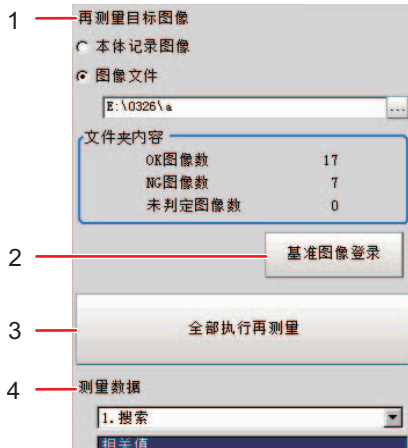 1 再测量目标图像
本体记录图像
图像文件
E:\0326\a ...
文件夹内容
OK图像数 17
NG图像数 7
未判定图像数 0
2 基准图像登录
3 全部执行再测量
4 测量数据
1. 搜索
相关值